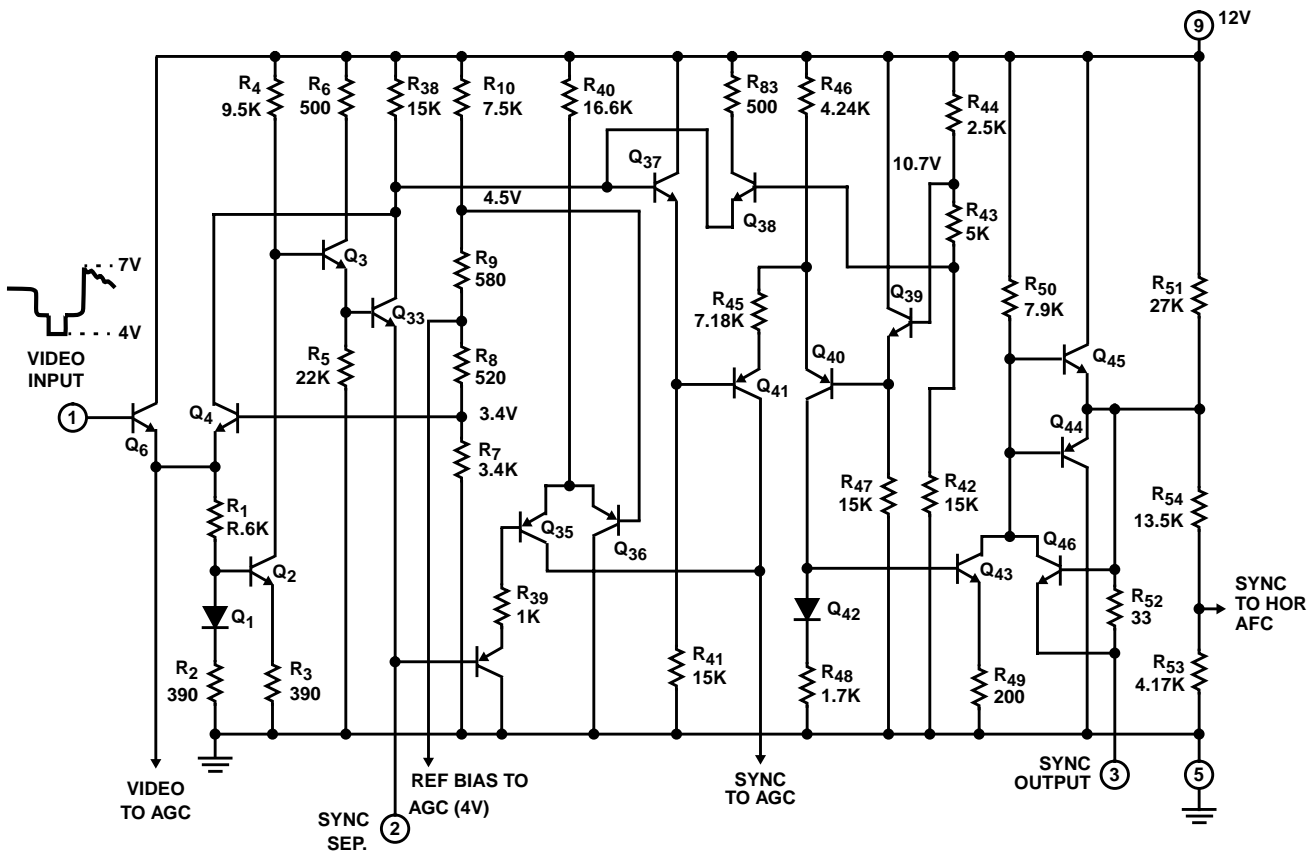 9
12V
R4
9.5K
R6
500
R38
15K
R10
7.5K
R40
16.6K
R83
500
R46
4.24K
R44
2.5K
Q37
10.7V
4.5V
Q38
R43
5K
7V
4V
VIDEO
INPUT
Q3
Q33
R9
580
R45
7.18K
Q39
R50
7.9K
R51
27K
R5
22K
R8
520
Q41
Q40
Q45
1
Q6
Q4
3.4V
Q44
R1
R.6K
R7
3.4K
R47
15K
R42
15K
R54
13.5K
Q35
Q36
Q2
Q43
Q46
Q1
R39
1K
Q42
R52
33
SYNC
TO HOR
AFC
R2
390
R3
390
R41
15K
R48
1.7K
R49
200
R53
4.17K
VIDEO
TO AGC
SYNC
SEP.
2
REF BIAS TO
AGC (4V)
SYNC
TO AGC
SYNC
OUTPUT
3
5